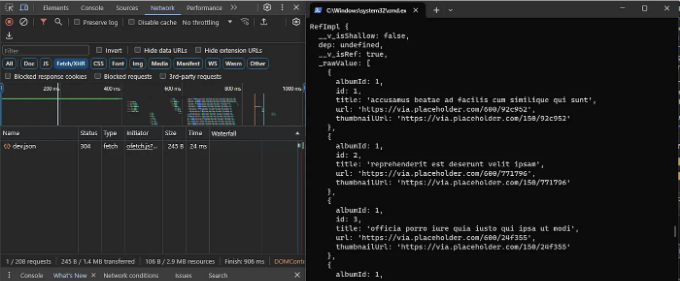 Elements
Console
Sources
Network
Preserve log
Disable cache
No throttling
Filter
Invert
Hide data URLs
Hide extension URLs
All
Doc
JS
Fetch/XHR
CSS
Font
Img
Media
Manifest
WS
Wasm
Other
Blocked response cookies
Blocked requests
3rd-party requests
200 ms
400 ms
600 ms
800 ms
1000 ms
Name
Status
Type
Initiator
Size
Time
Waterfall
dev.json
304
fetch
ofetch.js?...
245 B
24 ms
1 / 208 requests
245 B / 1.4 MB transferred
106 B / 2.9 MB resources
Finish: 906 ms
DOMConte
Console
What's New
Network conditions
Issues
Search
C:\Windows\system32\cmd.ex
RefImpl {
__v_isShallow: false,
dep: undefined,
__v_isRef: true,
_rawValue: [
{
albumId: 1,
id: 1,
title: 'accusamus beatae ad facilis cum similique qui sunt',
url: 'https://via.placeholder.com/600/92c952',
thumbnailUrl: 'https://via.placeholder.com/150/92c952'
},
{
albumId: 1,
id: 2,
title: 'reprehenderit est deserunt velit ipsam',
url: 'https://via.placeholder.com/600/771796',
thumbnailUrl: 'https://via.placeholder.com/150/771796'
},
{
albumId: 1,
id: 3,
title: 'officia porro iure quia iusto qui ipsa ut modi',
url: 'https://via.placeholder.com/600/24f355',
thumbnailUrl: 'https://via.placeholder.com/150/24f355'
},
{
albumId: 1,